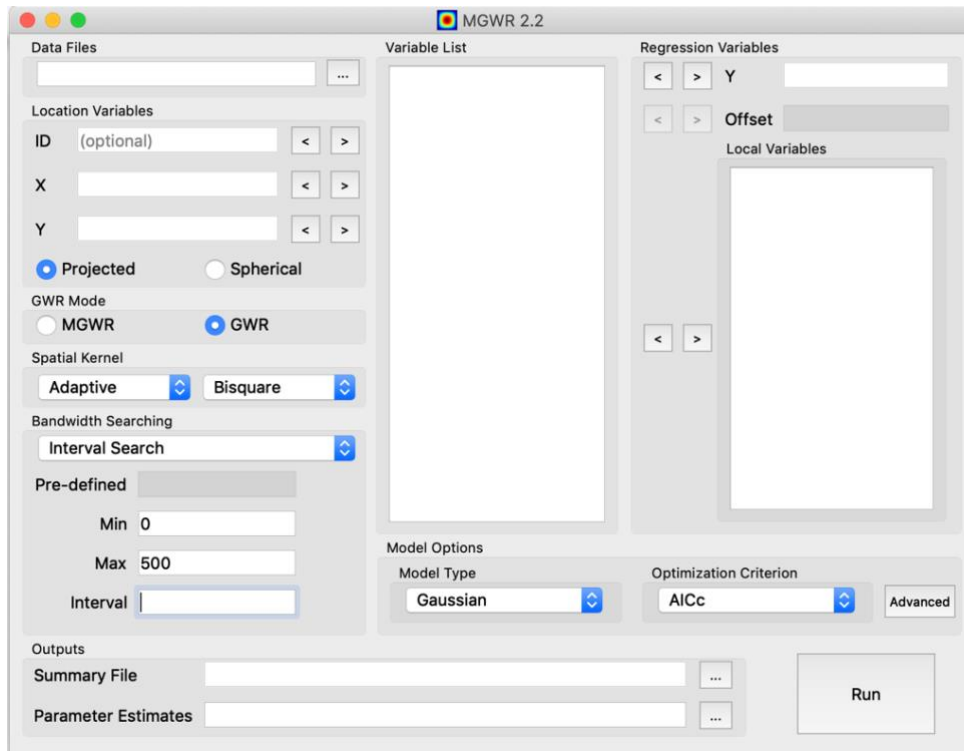 MGWR 2.2
Data Files
...
Location Variables
ID (optional) < >
X < >
Y < >
Projected Spherical
GWR Mode
MGWR GWR
Spatial Kernel
Adaptive Bisquare
Bandwidth Searching
Interval Search
Pre-defined
Min 0
Max 500
Interval
Variable List
Regression Variables
< > Y
< > Offset
Local Variables
< >
Model Options
Model Type
Gaussian
Optimization Criterion
AICc
Advanced
Outputs
Summary File ...
Parameter Estimates ...
Run